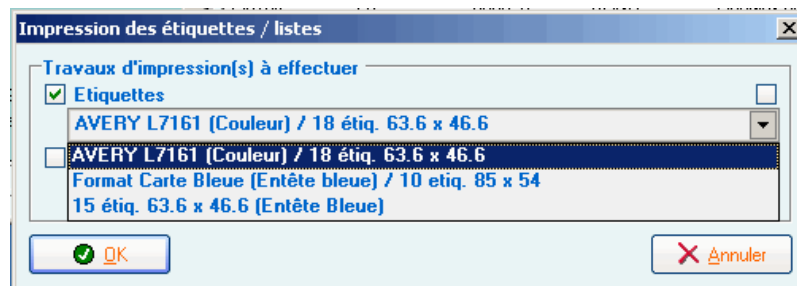 Impression des étiquettes / listes
Travaux d'impression(s) à effectuer
Etiquettes
AVERY L7161 (Couleur) / 18 étiq. 63.6 x 46.6
AVERY L7161 (Couleur) / 18 étiq. 63.6 x 46.6
Format Carte Bleue (Entête bleue) / 10 etiq. 85 x 54
15 étiq. 63.6 x 46.6 (Entête Bleue)
OK
Annuler